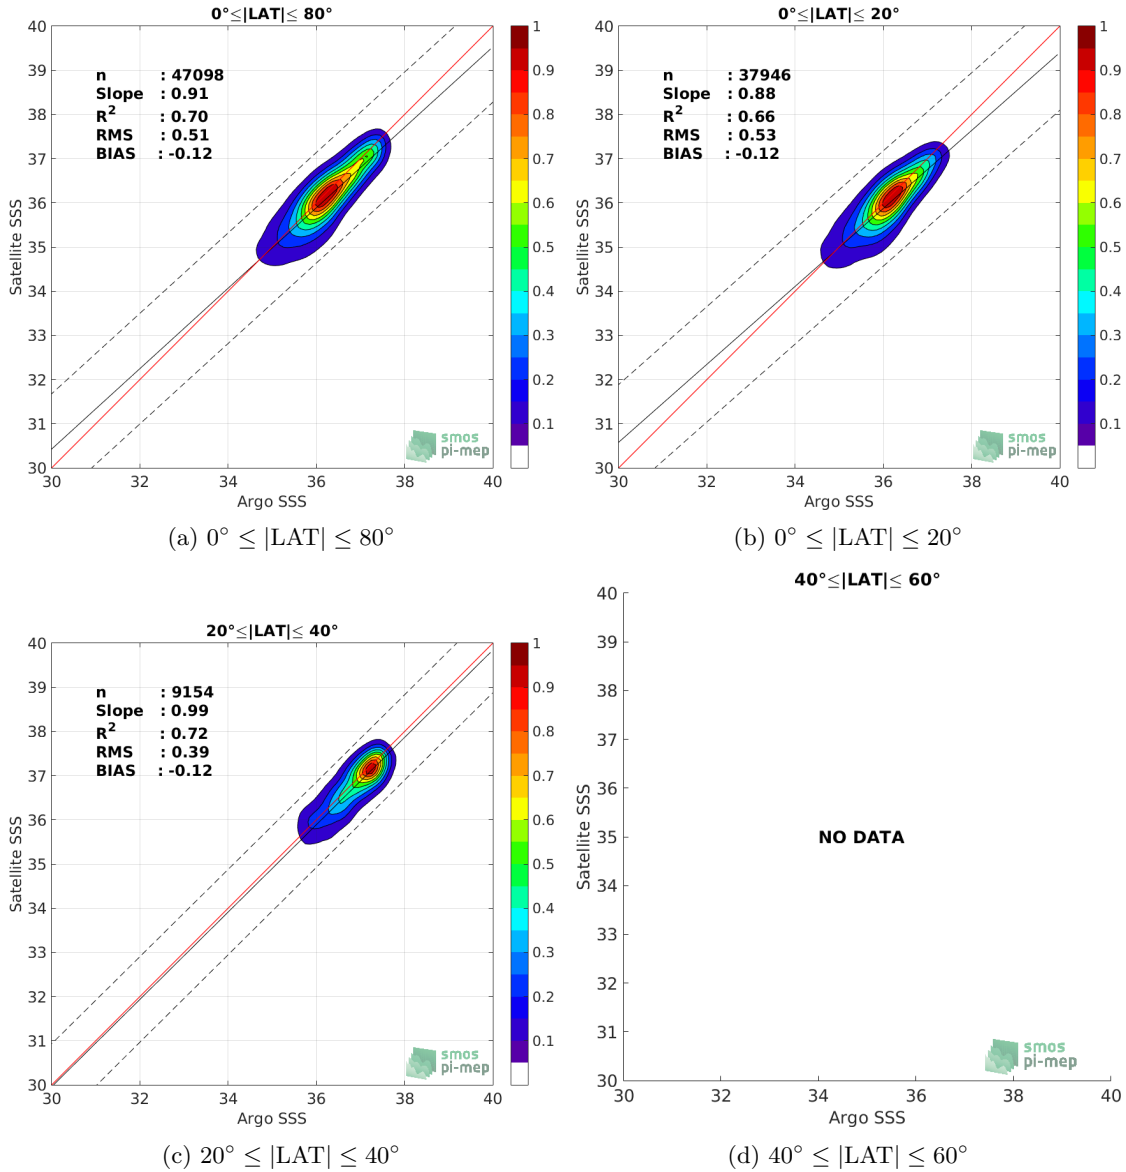 0°≤|LAT|≤ 80°
40
39
38
37
36
35
34
33
32
31
30
Satellite SSS
n : 47098
Slope : 0.91
R² : 0.70
RMS : 0.51
BIAS : -0.12
smos
pi-mep
30 32 34 36 38 40
Argo SSS
1
0.9
0.8
0.7
0.6
0.5
0.4
0.3
0.2
0.1
(a) 0° ≤ |LAT| ≤ 80°
0°≤|LAT|≤ 20°
40
39
38
37
36
35
34
33
32
31
30
Satellite SSS
n : 37946
Slope : 0.88
R² : 0.66
RMS : 0.53
BIAS : -0.12
smos
pi-mep
30 32 34 36 38 40
Argo SSS
1
0.9
0.8
0.7
0.6
0.5
0.4
0.3
0.2
0.1
(b) 0° ≤ |LAT| ≤ 20°
20°≤|LAT|≤ 40°
40
39
38
37
36
35
34
33
32
31
30
Satellite SSS
n : 9154
Slope : 0.99
R² : 0.72
RMS : 0.39
BIAS : -0.12
smos
pi-mep
30 32 34 36 38 40
Argo SSS
1
0.9
0.8
0.7
0.6
0.5
0.4
0.3
0.2
0.1
(c) 20° ≤ |LAT| ≤ 40°
40°≤|LAT|≤ 60°
40
39
38
37
36
35
34
33
32
31
30
Satellite SSS
NO DATA
smos
pi-mep
30 32 34 36 38 40
Argo SSS
(d) 40° ≤ |LAT| ≤ 60°